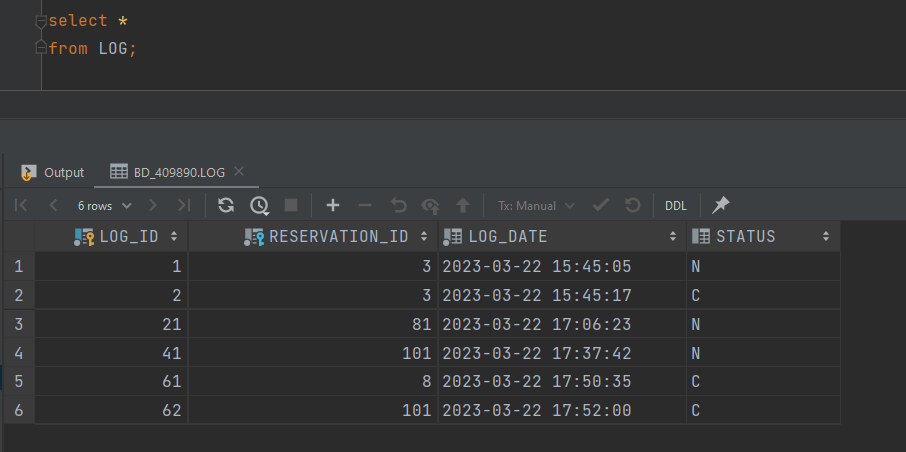 select *
from LOG;
Output BD_409890.LOG
6 rows Tx: Manual DDL
LOG_ID RESERVATION_ID LOG_DATE STATUS
1 1 3 2023-03-22 15:45:05 N
2 2 3 2023-03-22 15:45:17 C
3 21 81 2023-03-22 17:06:23 N
4 41 101 2023-03-22 17:37:42 N
5 61 8 2023-03-22 17:50:35 C
6 62 101 2023-03-22 17:52:00 C